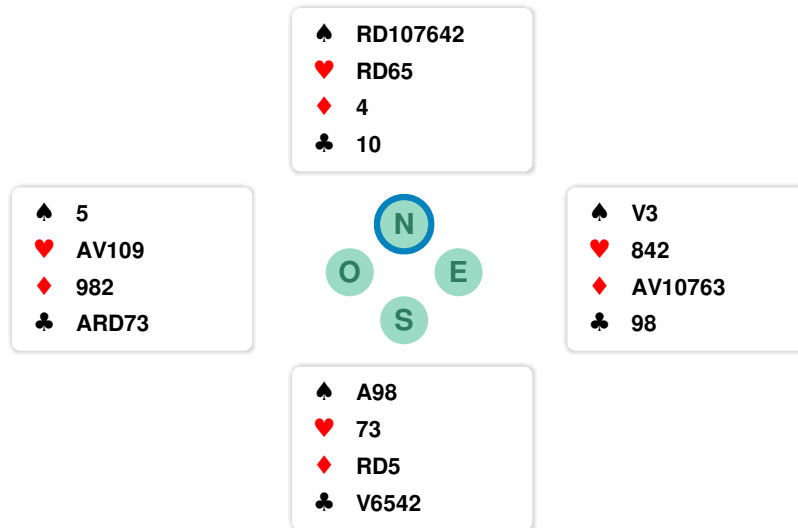 ♠ RD107642
♥ RD65
♦ 4
♣ 10
♠ 5
♥ AV109
♦ 982
♣ ARD73
N
O E
S
♠ V3
♥ 842
♦ AV10763
♣ 98
♠ A98
♥ 73
♦ RD5
♣ V6542